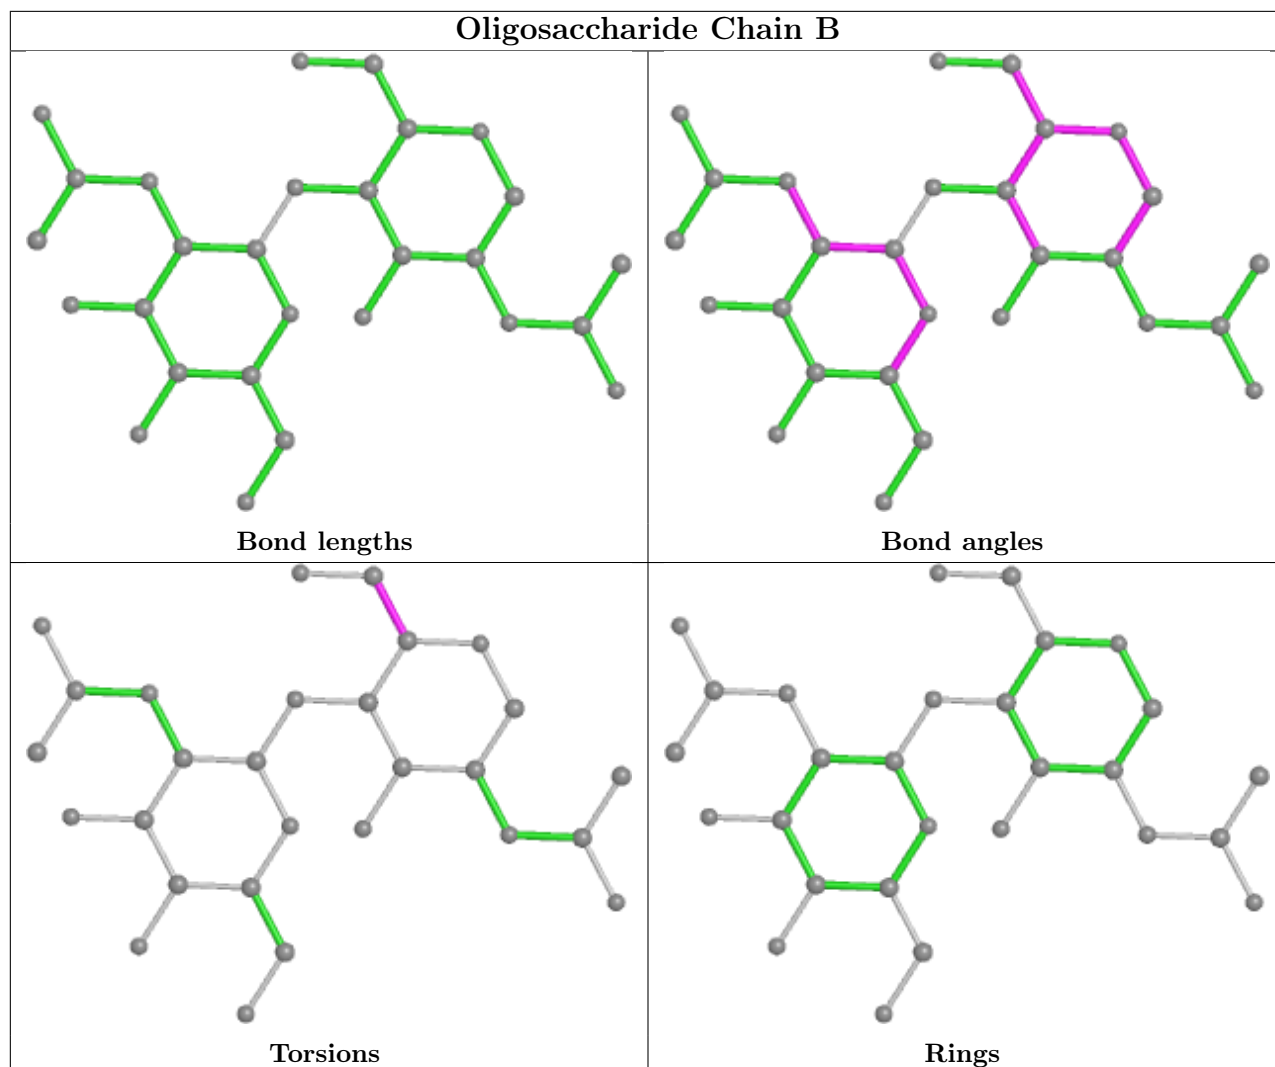 Oligosaccharide Chain B
Bond lengths
Bond angles
Torsions
Rings